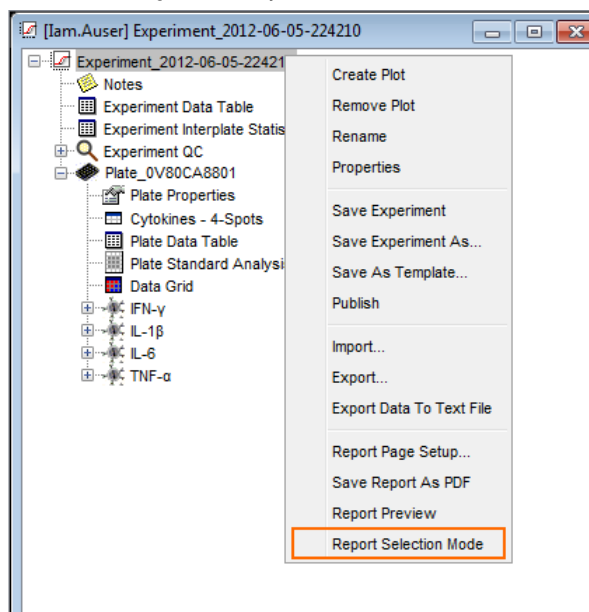 [Iam.Auser] Experiment_2012-06-05-224210
Experiment_2012-06-05-22421
Notes
Experiment Data Table
Experiment Interplate Statis
Experiment QC
Plate_0V80CA8801
Plate Properties
Cytokines - 4-Spots
Plate Data Table
Plate Standard Analysi
Data Grid
IFN-γ
IL-1β
IL-6
TNF-α
Create Plot
Remove Plot
Rename
Properties
Save Experiment
Save Experiment As...
Save As Template...
Publish
Import...
Export...
Export Data To Text File
Report Page Setup...
Save Report As PDF
Report Preview
Report Selection Mode